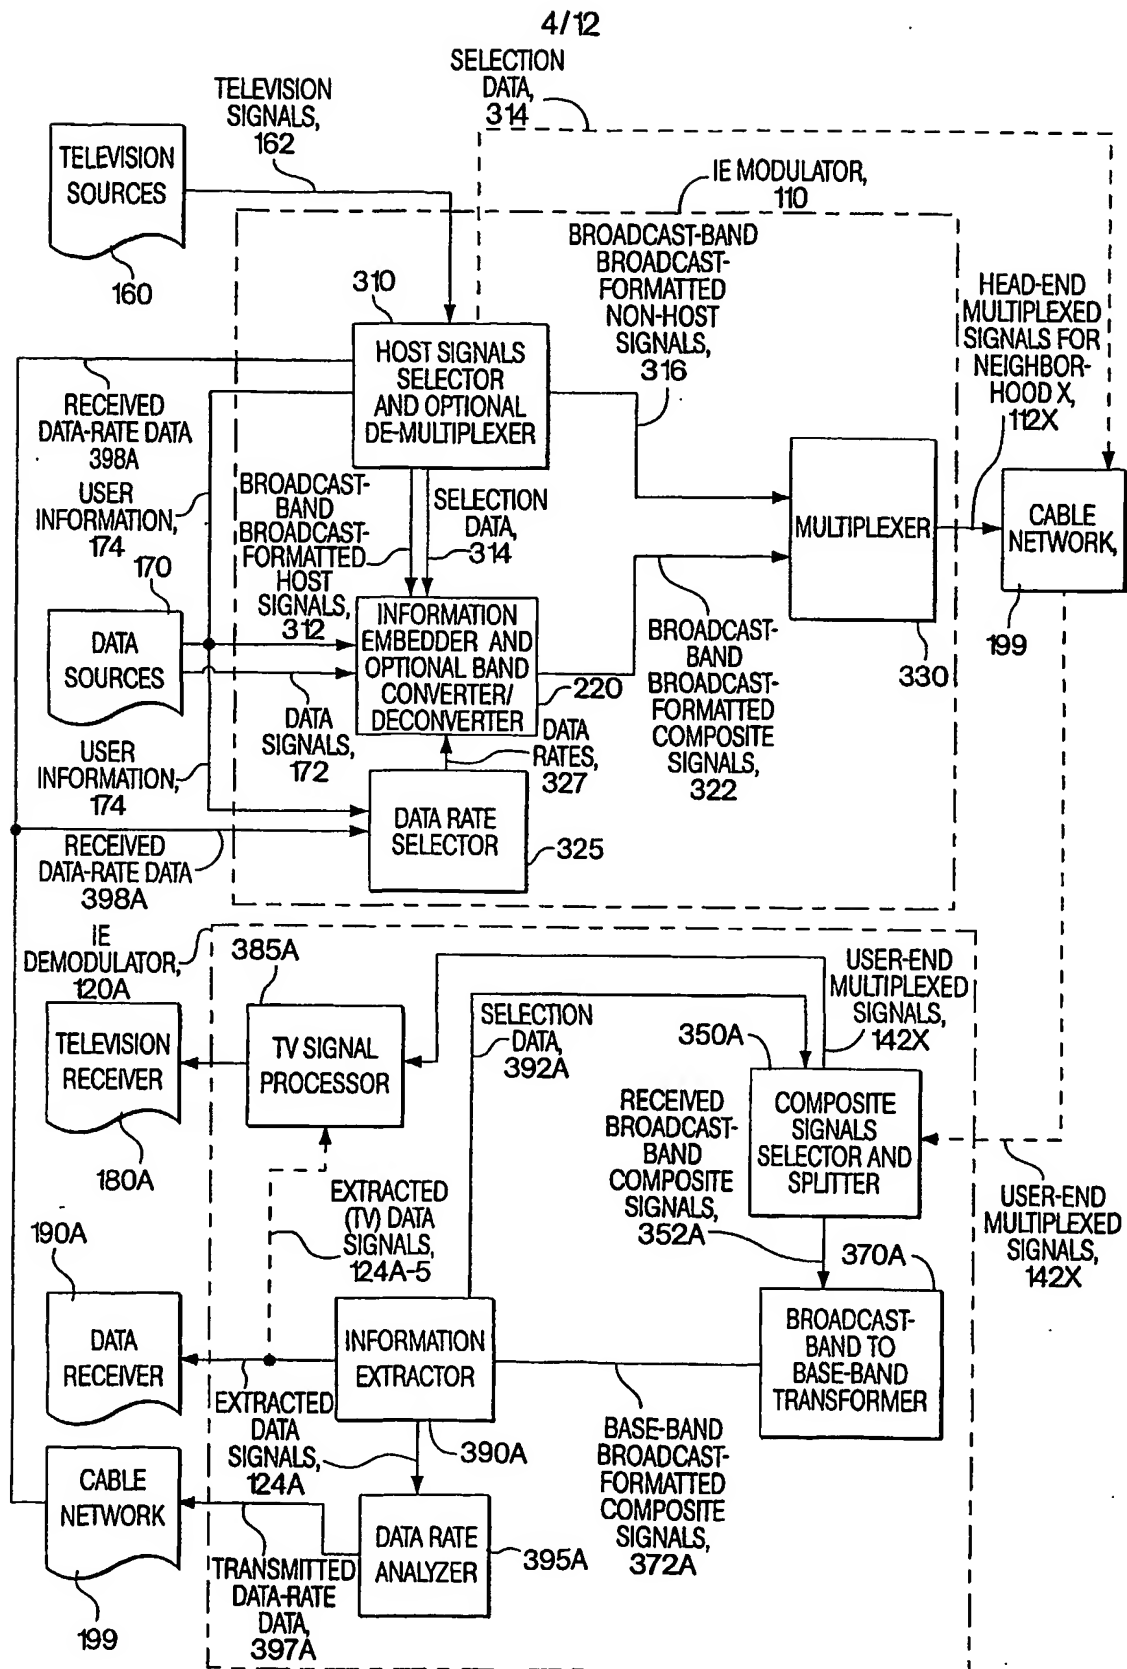 4/12
SELECTION
DATA,
314
TELEVISION
SIGNALS,
162
TELEVISION
SOURCES
160
IE MODULATOR,
110
BROADCAST-BAND
BROADCAST-
FORMATTED
NON-HOST
SIGNALS,
316
310
HOST SIGNALS
SELECTOR
AND OPTIONAL
DE-MULTIPLEXER
HEAD-END
MULTIPLEXED
SIGNALS FOR
NEIGHBOR-
HOOD X,
112X
RECEIVED
DATA-RATE DATA
398A
USER
INFORMATION,
174
BROADCAST-
BAND
BROADCAST-
FORMATTED
HOST
SIGNALS,
312
SELECTION
DATA,
314
MULTIPLEXER
330
CABLE
NETWORK,
199
170
DATA
SOURCES
INFORMATION
EMBEDDER AND
OPTIONAL BAND
CONVERTER/
DECONVERTER
220
DATA
SIGNALS,
172
DATA
RATES,
327
BROADCAST-
BAND
BROADCAST-
FORMATTED
COMPOSITE
SIGNALS,
322
USER
INFORMATION,
174
DATA RATE
SELECTOR
325
RECEIVED
DATA-RATE DATA
398A
IE
DEMODULATOR,
120A
385A
TV SIGNAL
PROCESSOR
TELEVISION
RECEIVER
180A
SELECTION
DATA,
392A
USER-END
MULTIPLEXED
SIGNALS,
142X
350A
COMPOSITE
SIGNALS
SELECTOR AND
SPLITTER
RECEIVED
BROADCAST-
BAND
COMPOSITE
SIGNALS,
352A
USER-END
MULTIPLEXED
SIGNALS,
142X
EXTRACTED
(TV) DATA
SIGNALS,
124A-5
370A
BROADCAST-
BAND TO
BASE-BAND
TRANSFORMER
190A
DATA
RECEIVER
INFORMATION
EXTRACTOR
390A
EXTRACTED
DATA
SIGNALS,
124A
BASE-BAND
BROADCAST-
FORMATTED
COMPOSITE
SIGNALS,
372A
CABLE
NETWORK
199
DATA RATE
ANALYZER
395A
TRANSMITTED
DATA-RATE
DATA,
397A